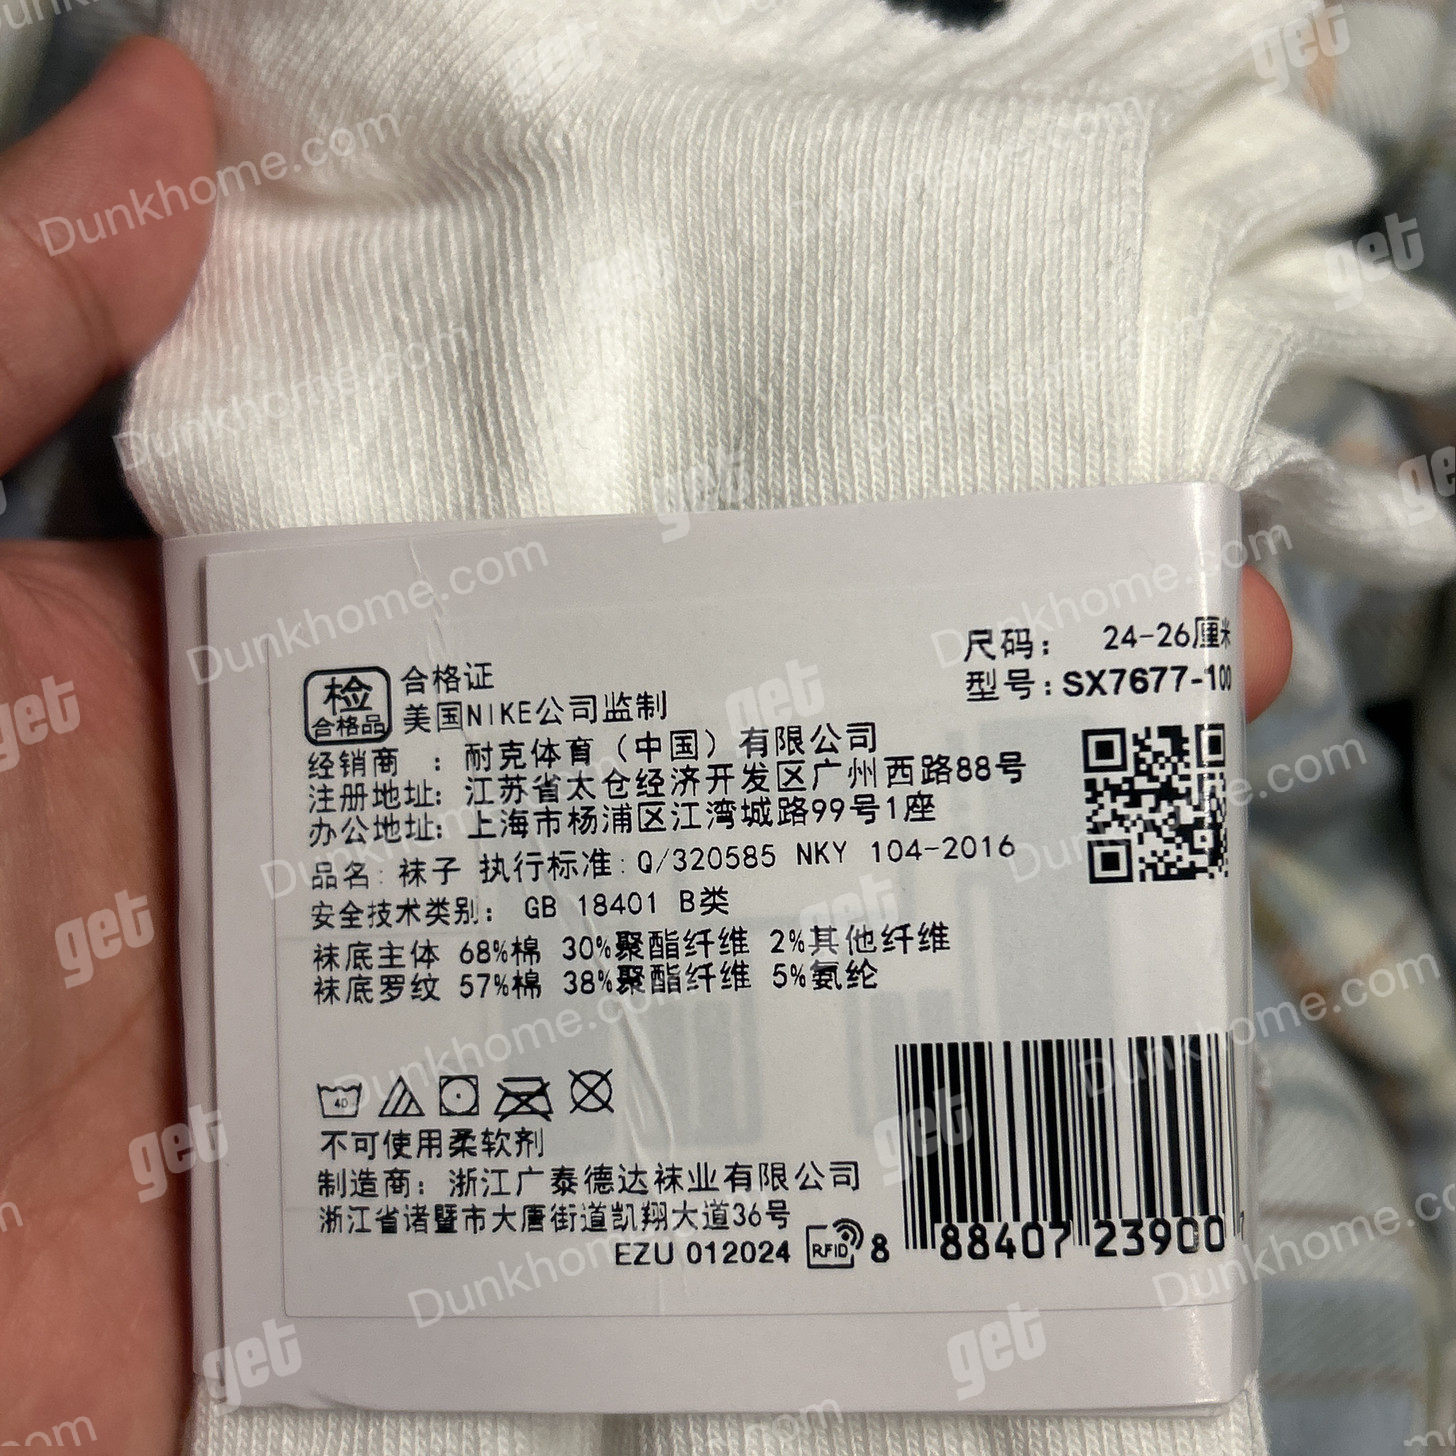 尺码： 24-26厘米
型号：SX7677-100
检
合格品
合格证
美国NIKE公司监制
经销商 ：耐克体育（中国）有限公司
注册地址：江苏省太仓经济开发区广州西路88号
办公地址：上海市杨浦区江湾城路99号1座
品名：袜子 执行标准：Q/320585 NKY 104-2016
安全技术类别： GB 18401 B类
袜底主体 68%棉 30%聚酯纤维 2%其他纤维
袜底罗纹 57%棉 38%聚酯纤维 5%氨纶
40
不可使用柔软剂
制造商：浙江广泰德达袜业有限公司
浙江省诸暨市大唐街道凯翔大道36号
EZU 012024 RFID 8 88407 23900 7
Dunkhome.com
get